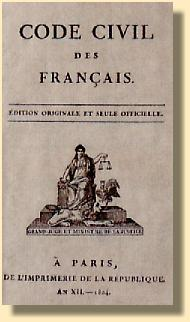 CODE CIVIL
DES
FRANÇAIS.
ÉDITION ORIGINALE ET SEULE OFFICIELLE.
GRAND-JUGE ET MINISTRE DE LA JUSTICE
À PARIS,
DE L'IMPRIMERIE DE LA RÉPUBLIQUE.
AN XII. — 1804.